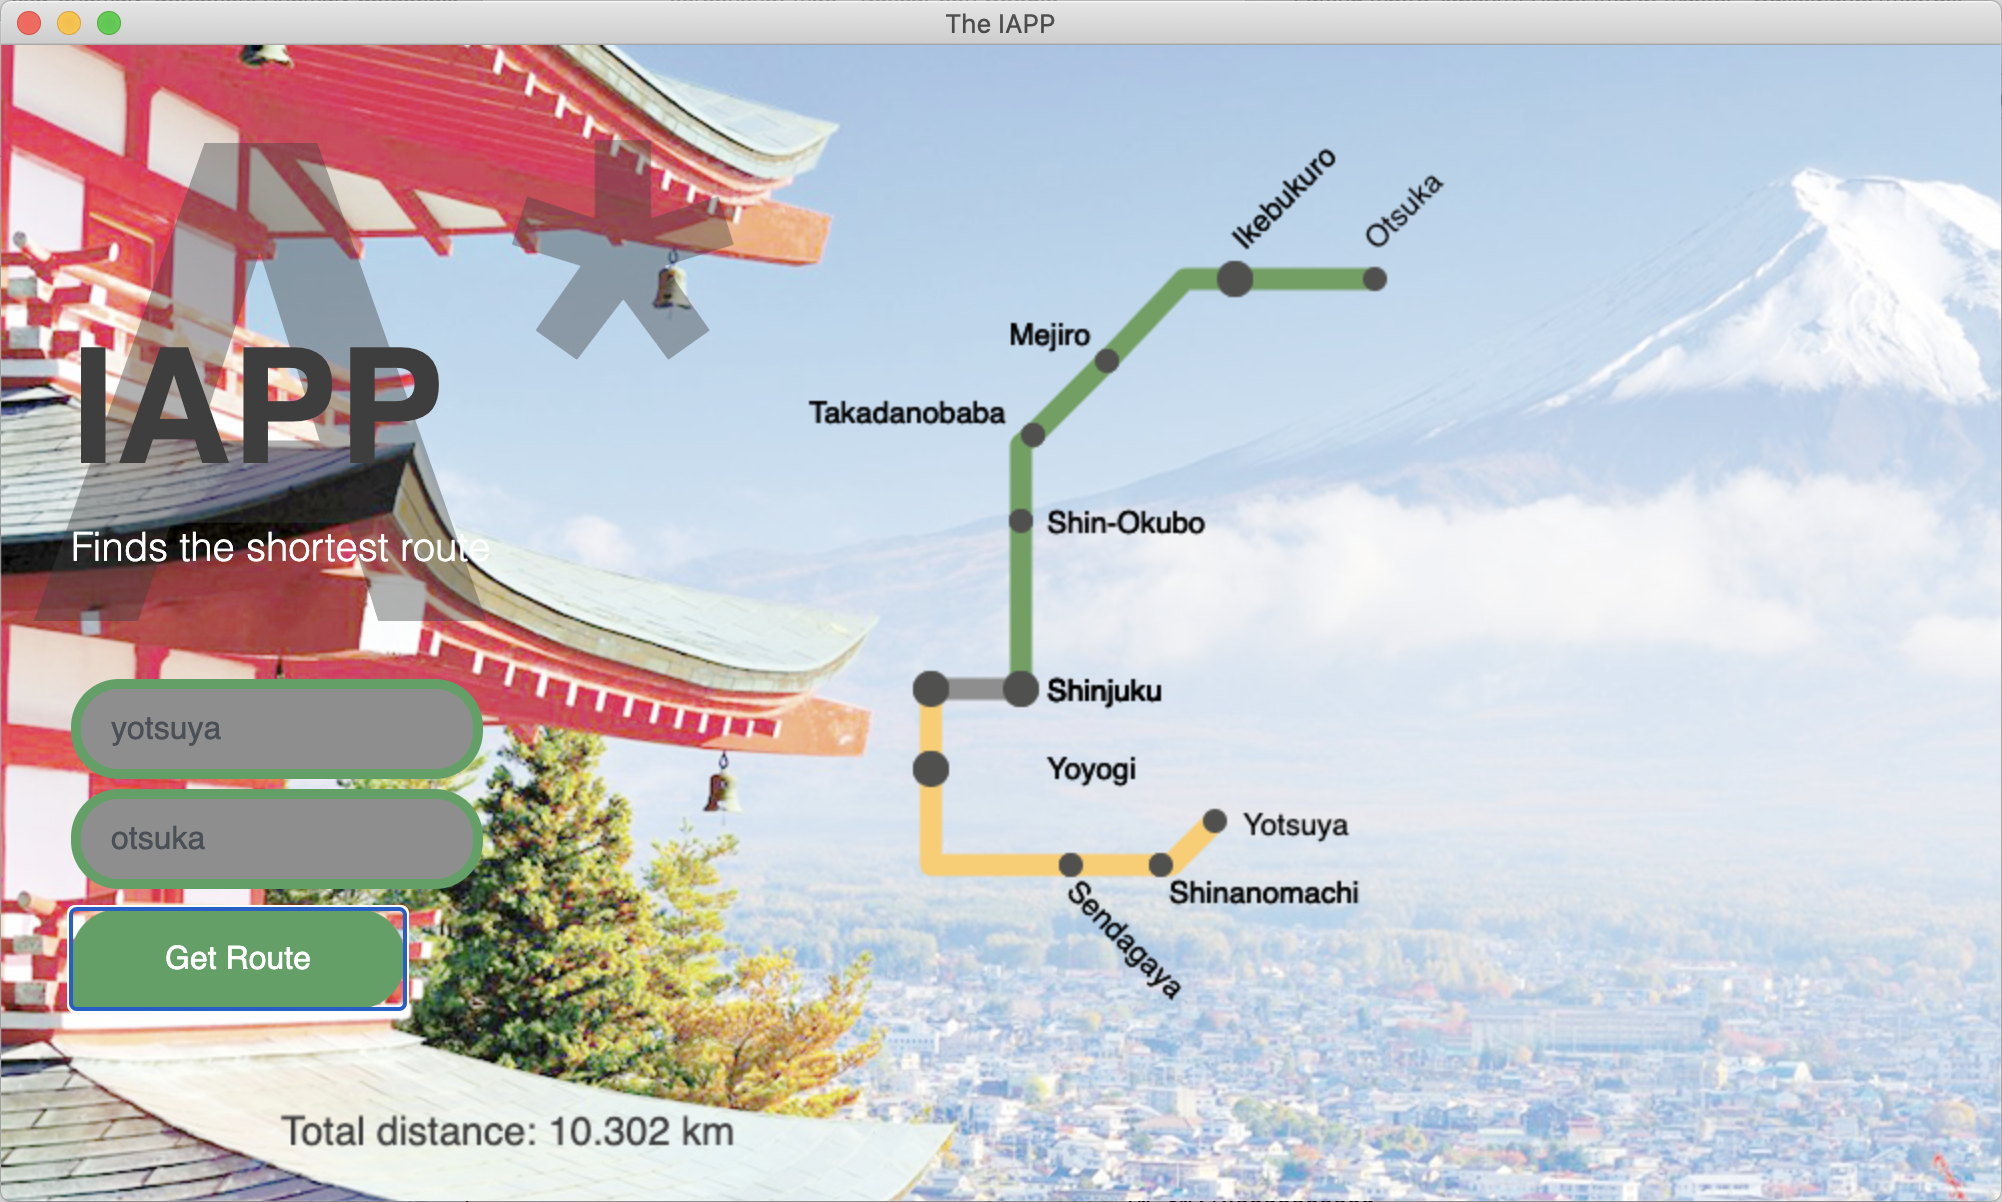 The IAPP
A*
IAPP
Finds the shortest route
yotsuya
otsuka
Get Route
Total distance: 10.302 km
Ikebukuro
Otsuka
Mejiro
Takadanobaba
Shin-Okubo
Shinjuku
Yoyogi
Yotsuya
Shinanomachi
Sendagaya